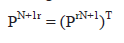 P^{N+1r} = (P^{rN+1})^T